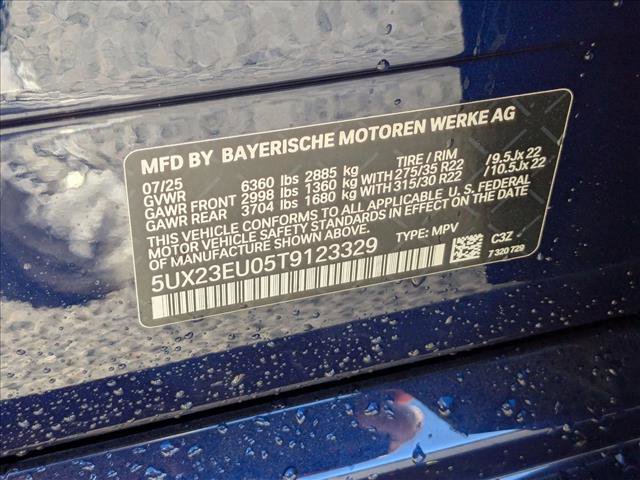 MFD BY BAYERISCHE MOTOREN WERKE AG
07/25 TIRE / RIM
GVWR 6360 lbs 2885 kg
GAWR FRONT 2998 lbs 1360 kg WITH 275/35 R22 /9.5Jx 22
GAWR REAR 3704 lbs 1680 kg WITH 315/30 R22 /10.5Jx 22
THIS VEHICLE CONFORMS TO ALL APPLICABLE U. S. FEDERAL
MOTOR VEHICLE SAFETY STANDARDS IN EFFECT ON THE DATE
OF MANUFACTURE SHOWN ABOVE.
5UX23EU05T9123329 TYPE: MPV C3Z
7 320 729